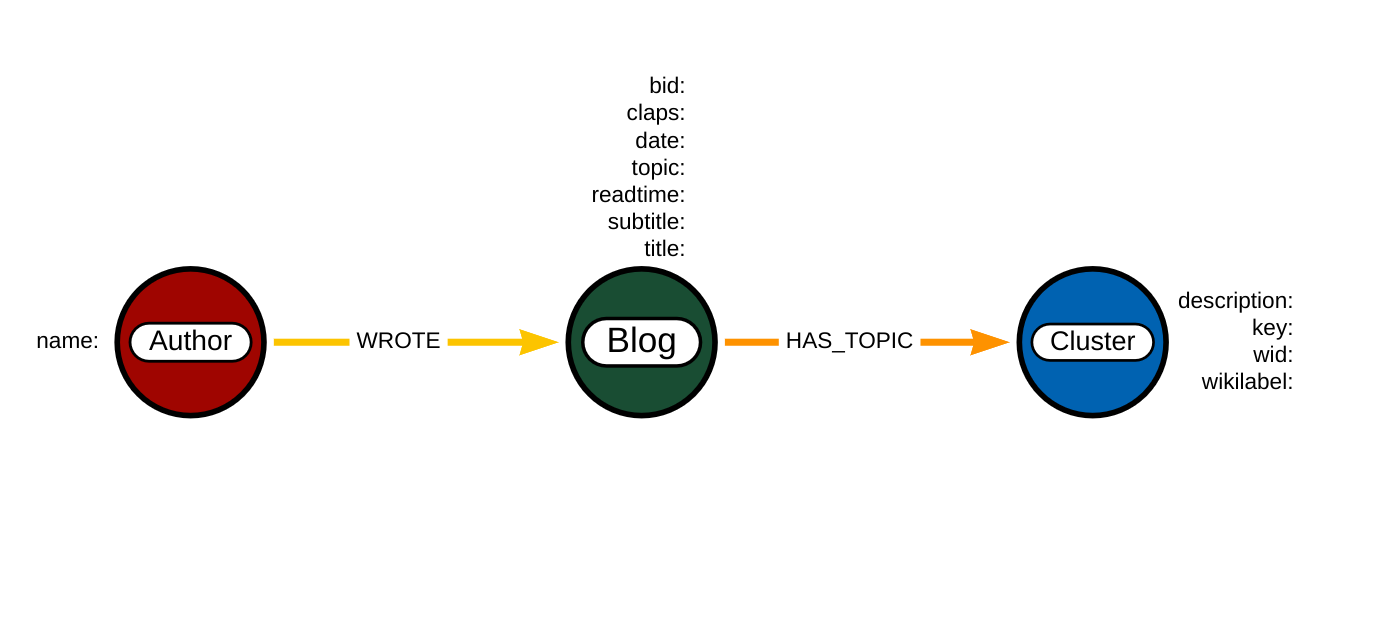 bid:
claps:
date:
topic:
readtime:
subtitle:
title:
name:
Author
WROTE
Blog
HAS_TOPIC
Cluster
description:
key:
wid:
wikilabel: